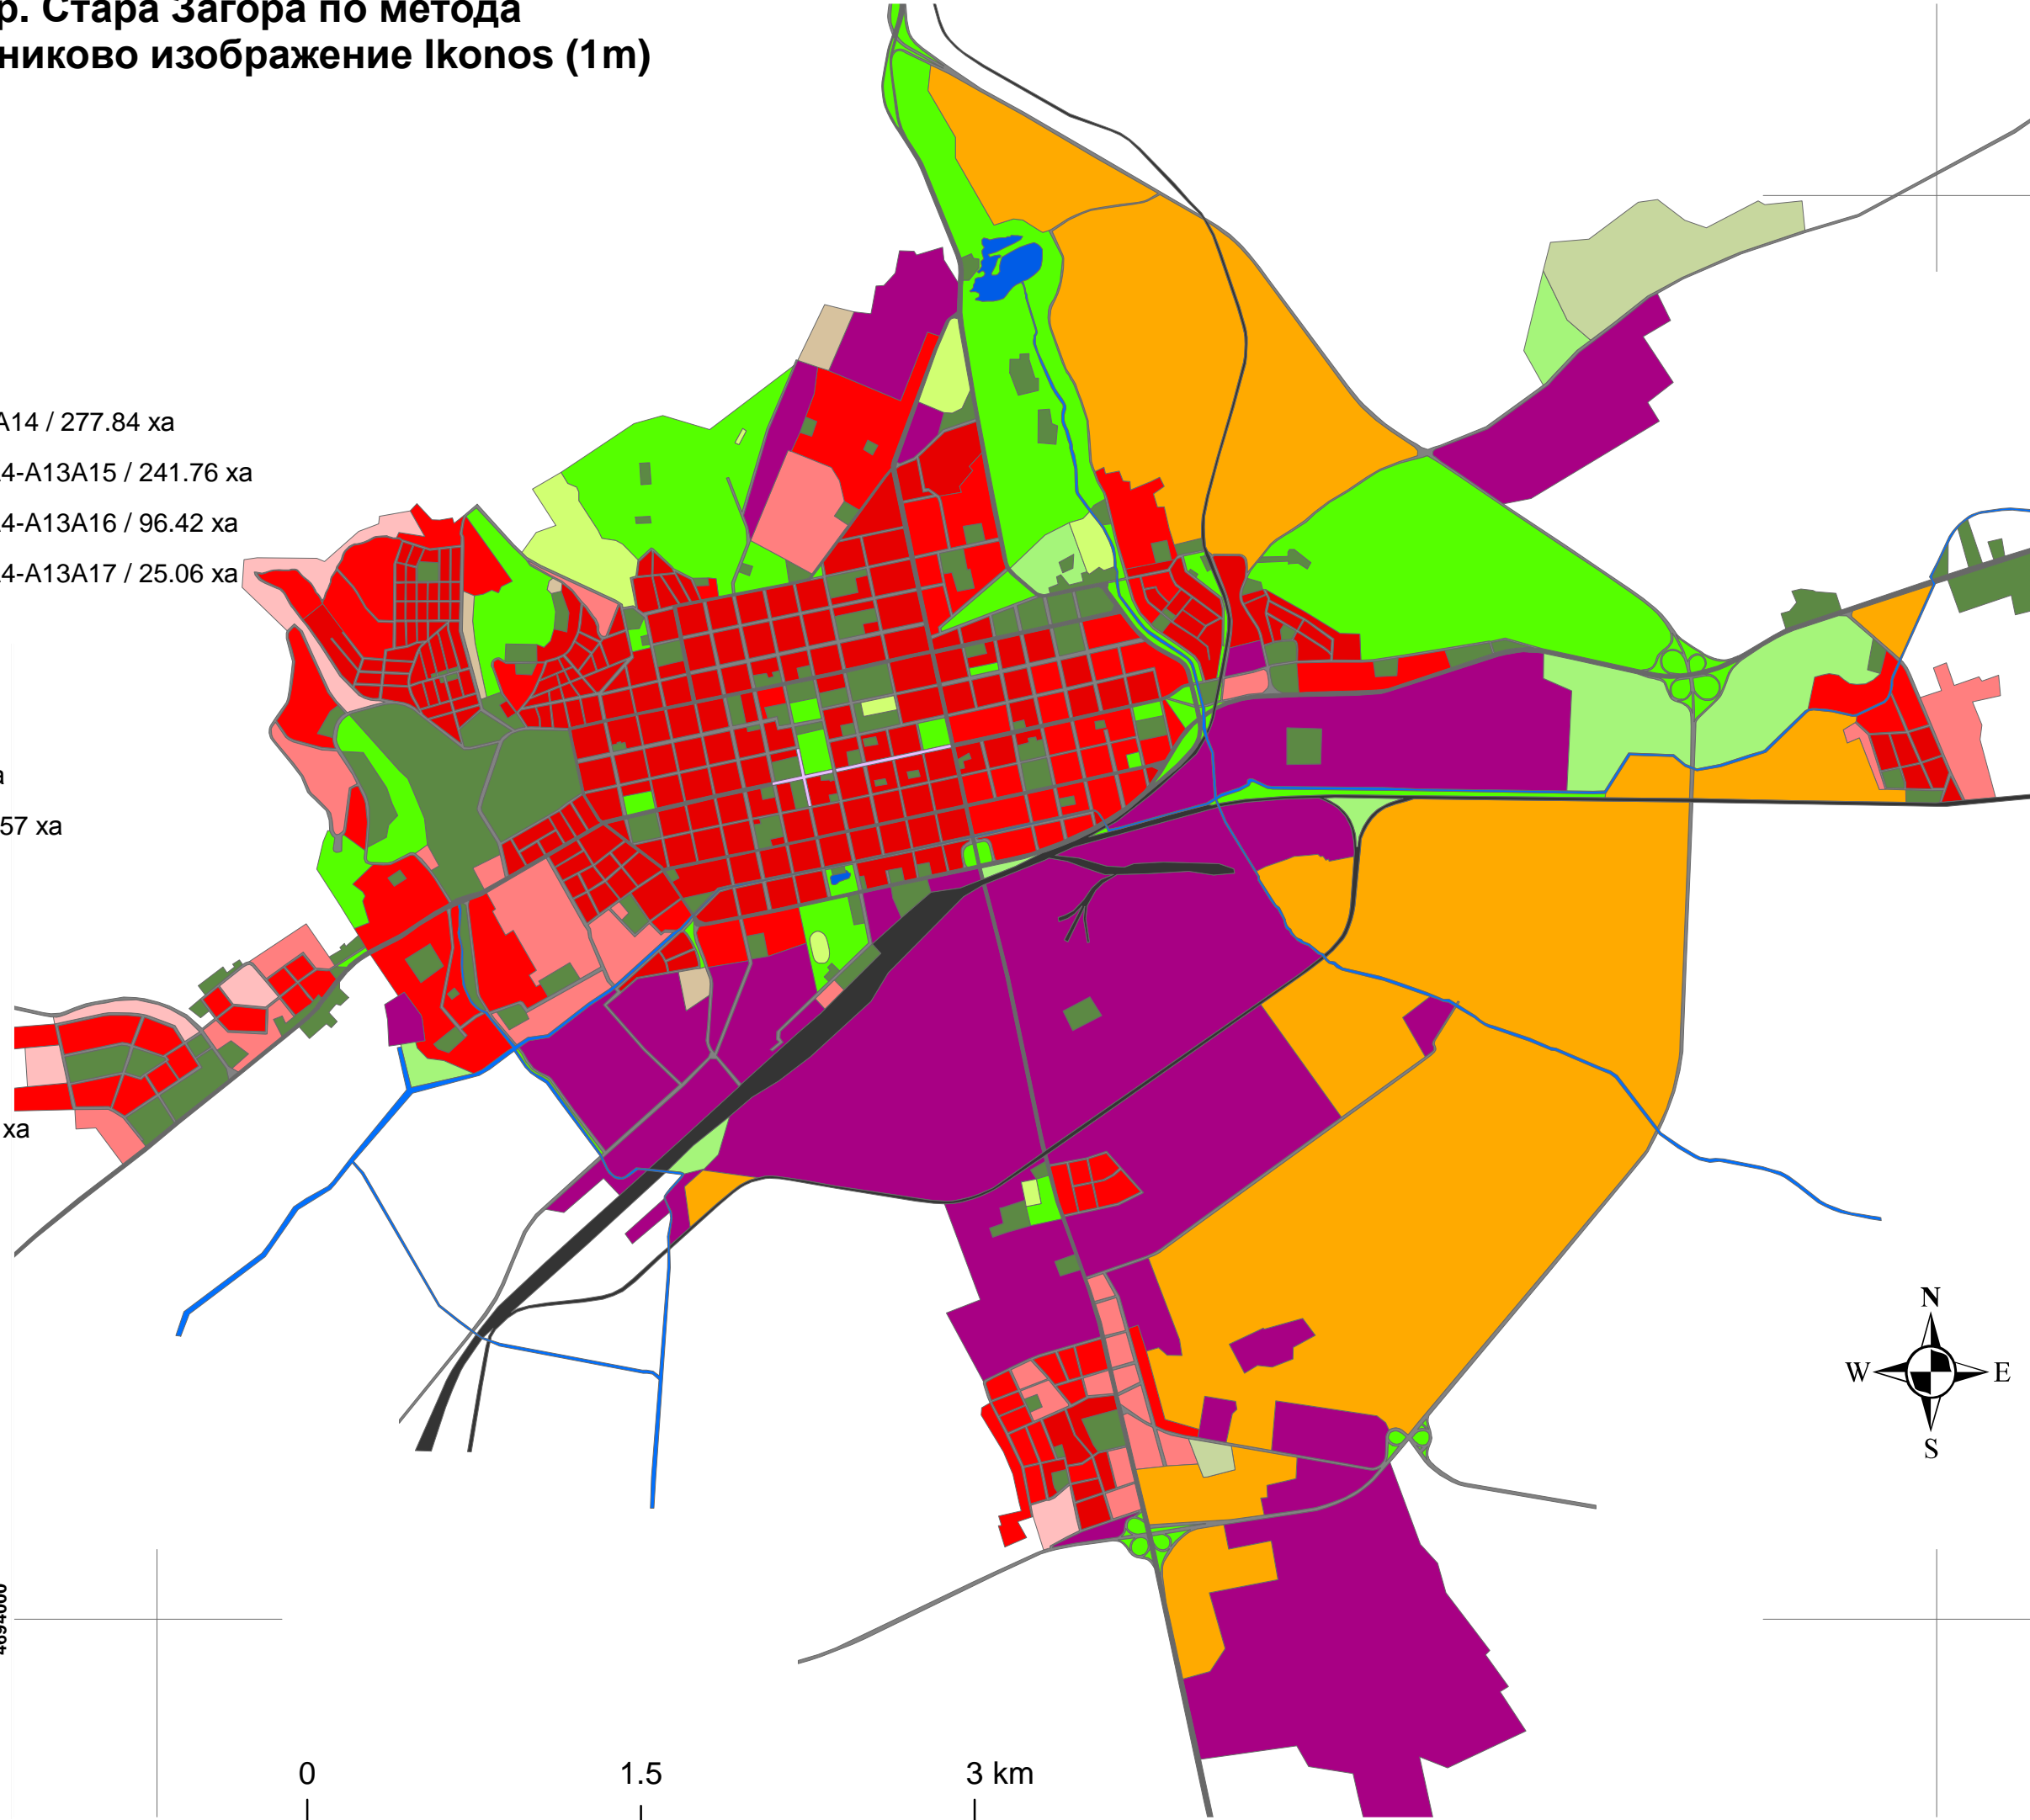 р. Стара Загора по метода
никово изображение Ikonos (1m)
А14 / 277.84 ха
4-А13А15 / 241.76 ха
4-А13А16 / 96.42 ха
4-А13А17 / 25.06 ха
57 ха
ха
N
W E
S
4694000
0 1.5 3 km